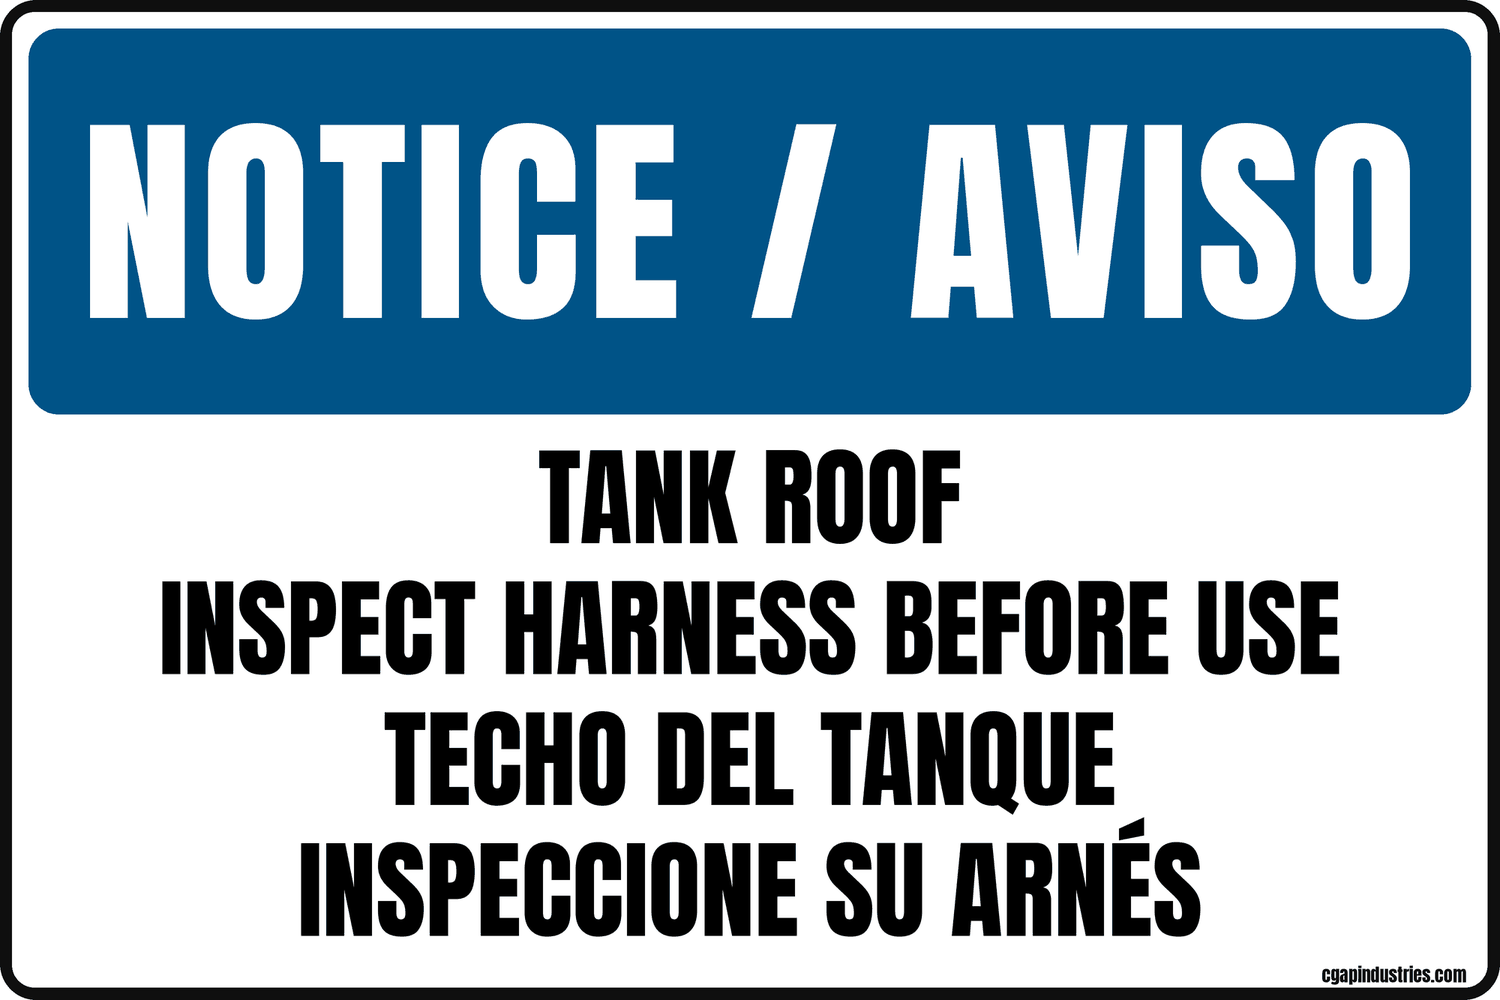 NOTICE / AVISO
TANK ROOF
INSPECT HARNESS BEFORE USE
TECHO DEL TANQUE
INSPECCIONE SU ARNÉS
cgapindustries.com